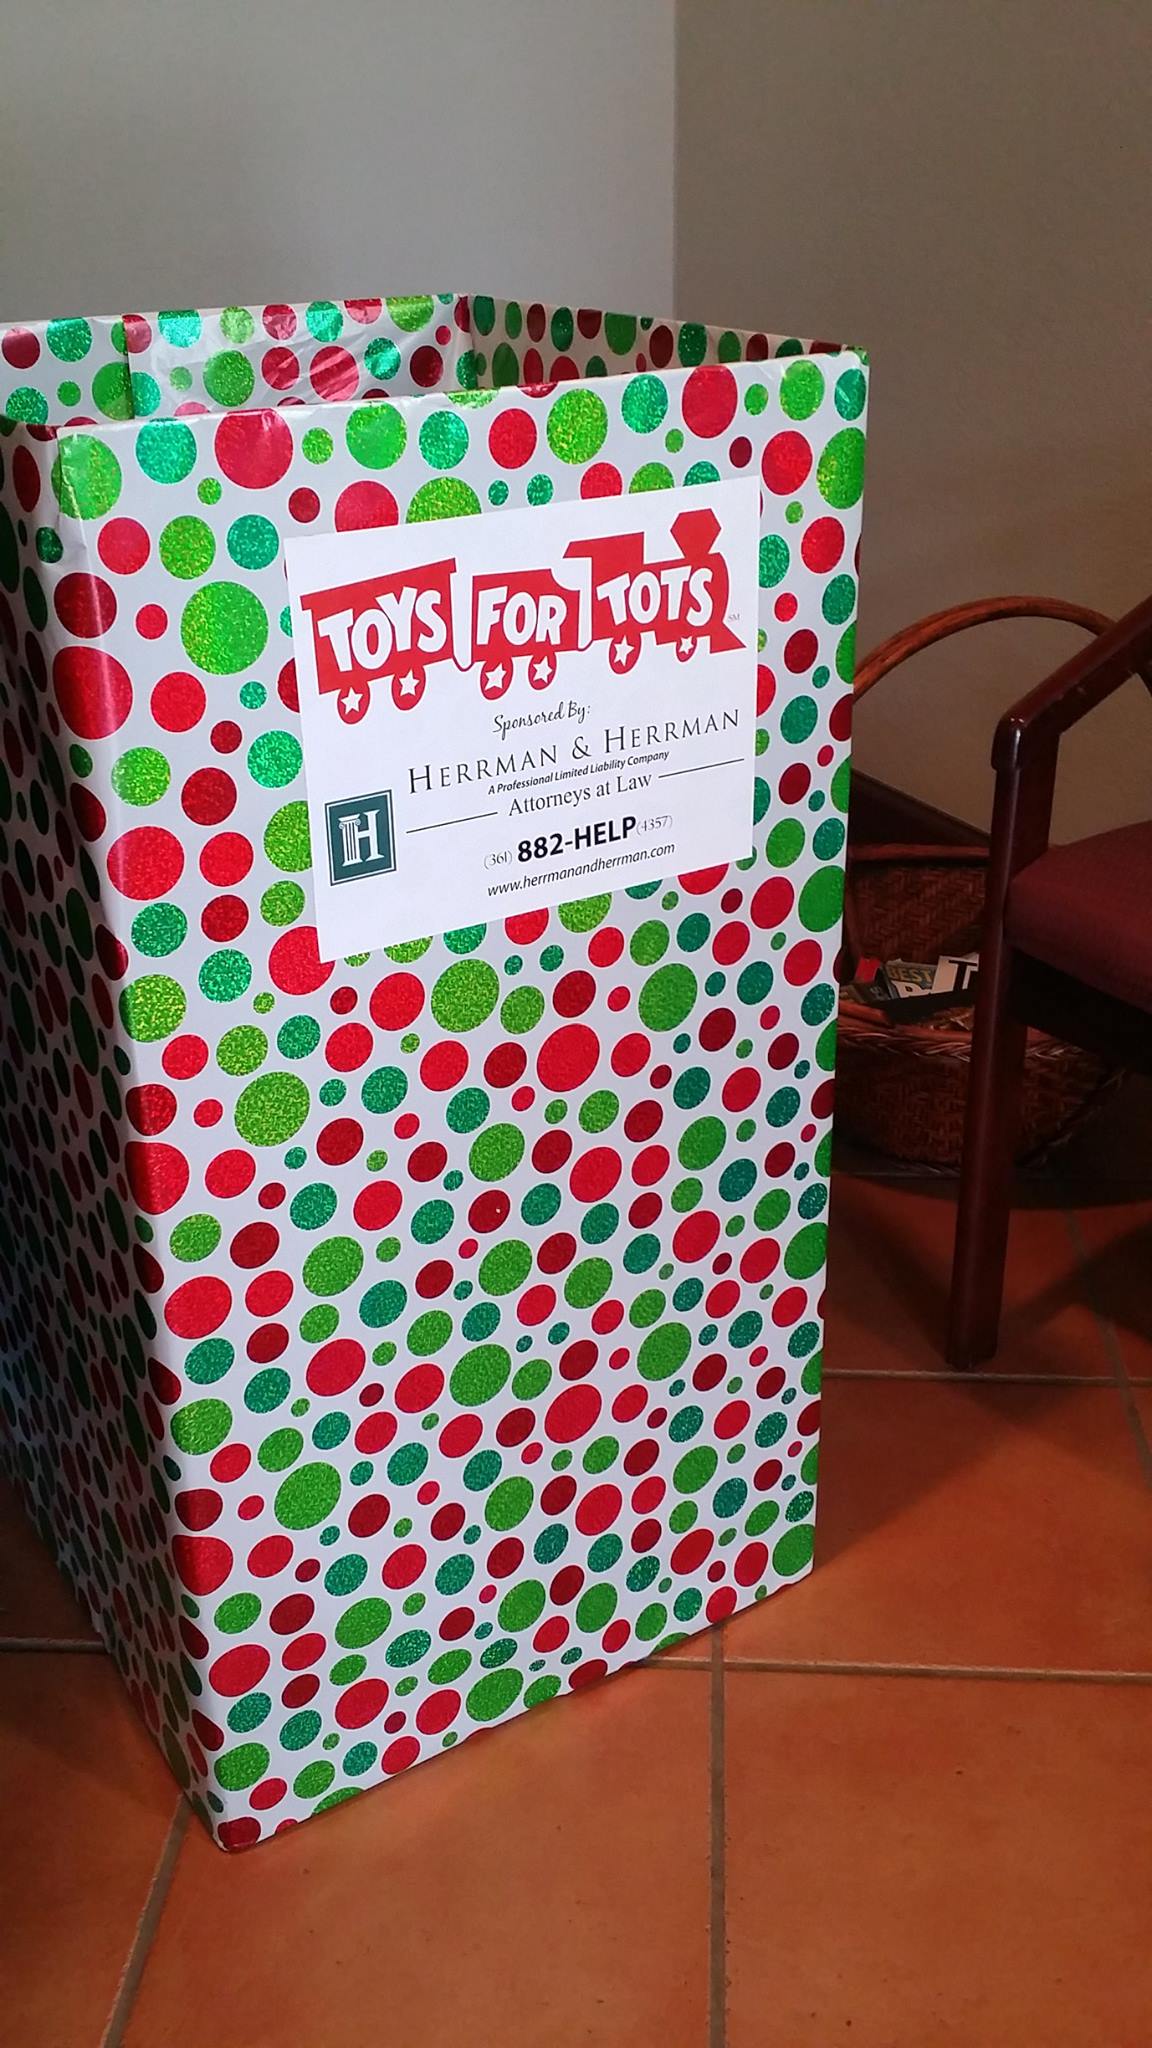 TOYS FOR TOTS SM
Sponsored By:
HERRMAN & HERRMAN
A Professional Limited Liability Company
Attorneys at Law
H
(361) 882-HELP (4357)
www.herrmanandherrman.com
BEST